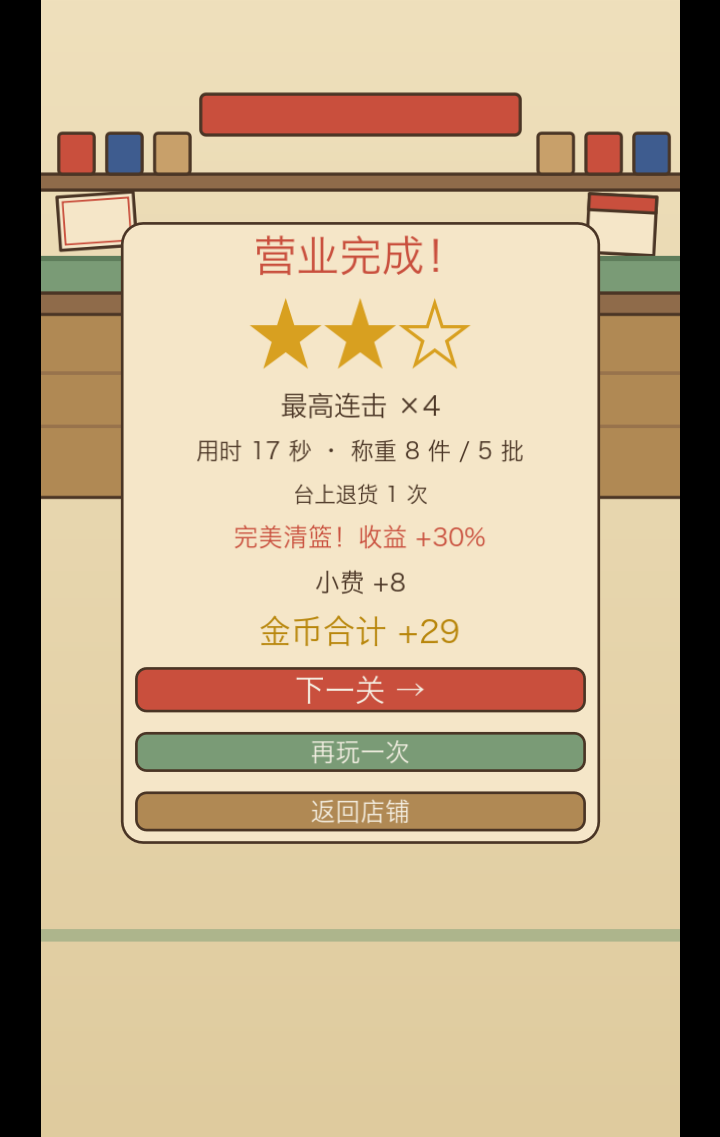 营业完成！
★★☆
最高连击 ×4
用时 17 秒 · 称重 8 件 / 5 批
台上退货 1 次
完美清篮！收益 +30%
小费 +8
金币合计 +29
下一关 →
再玩一次
返回店铺